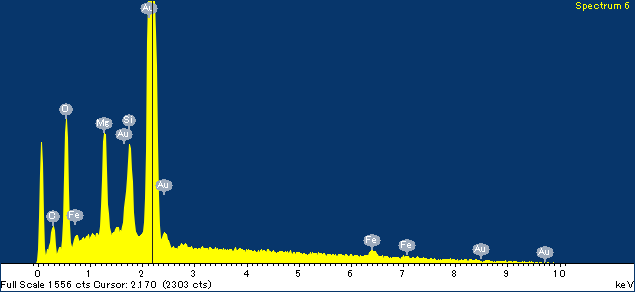 Spectrum 6
Au
O
Mg
Si
Au
Au
O
Fe
Fe
Fe
Au
Au
0 1 2 3 4 5 6 7 8 9 10
Full Scale 1556 cts Cursor: 2.170 (2303 cts) keV